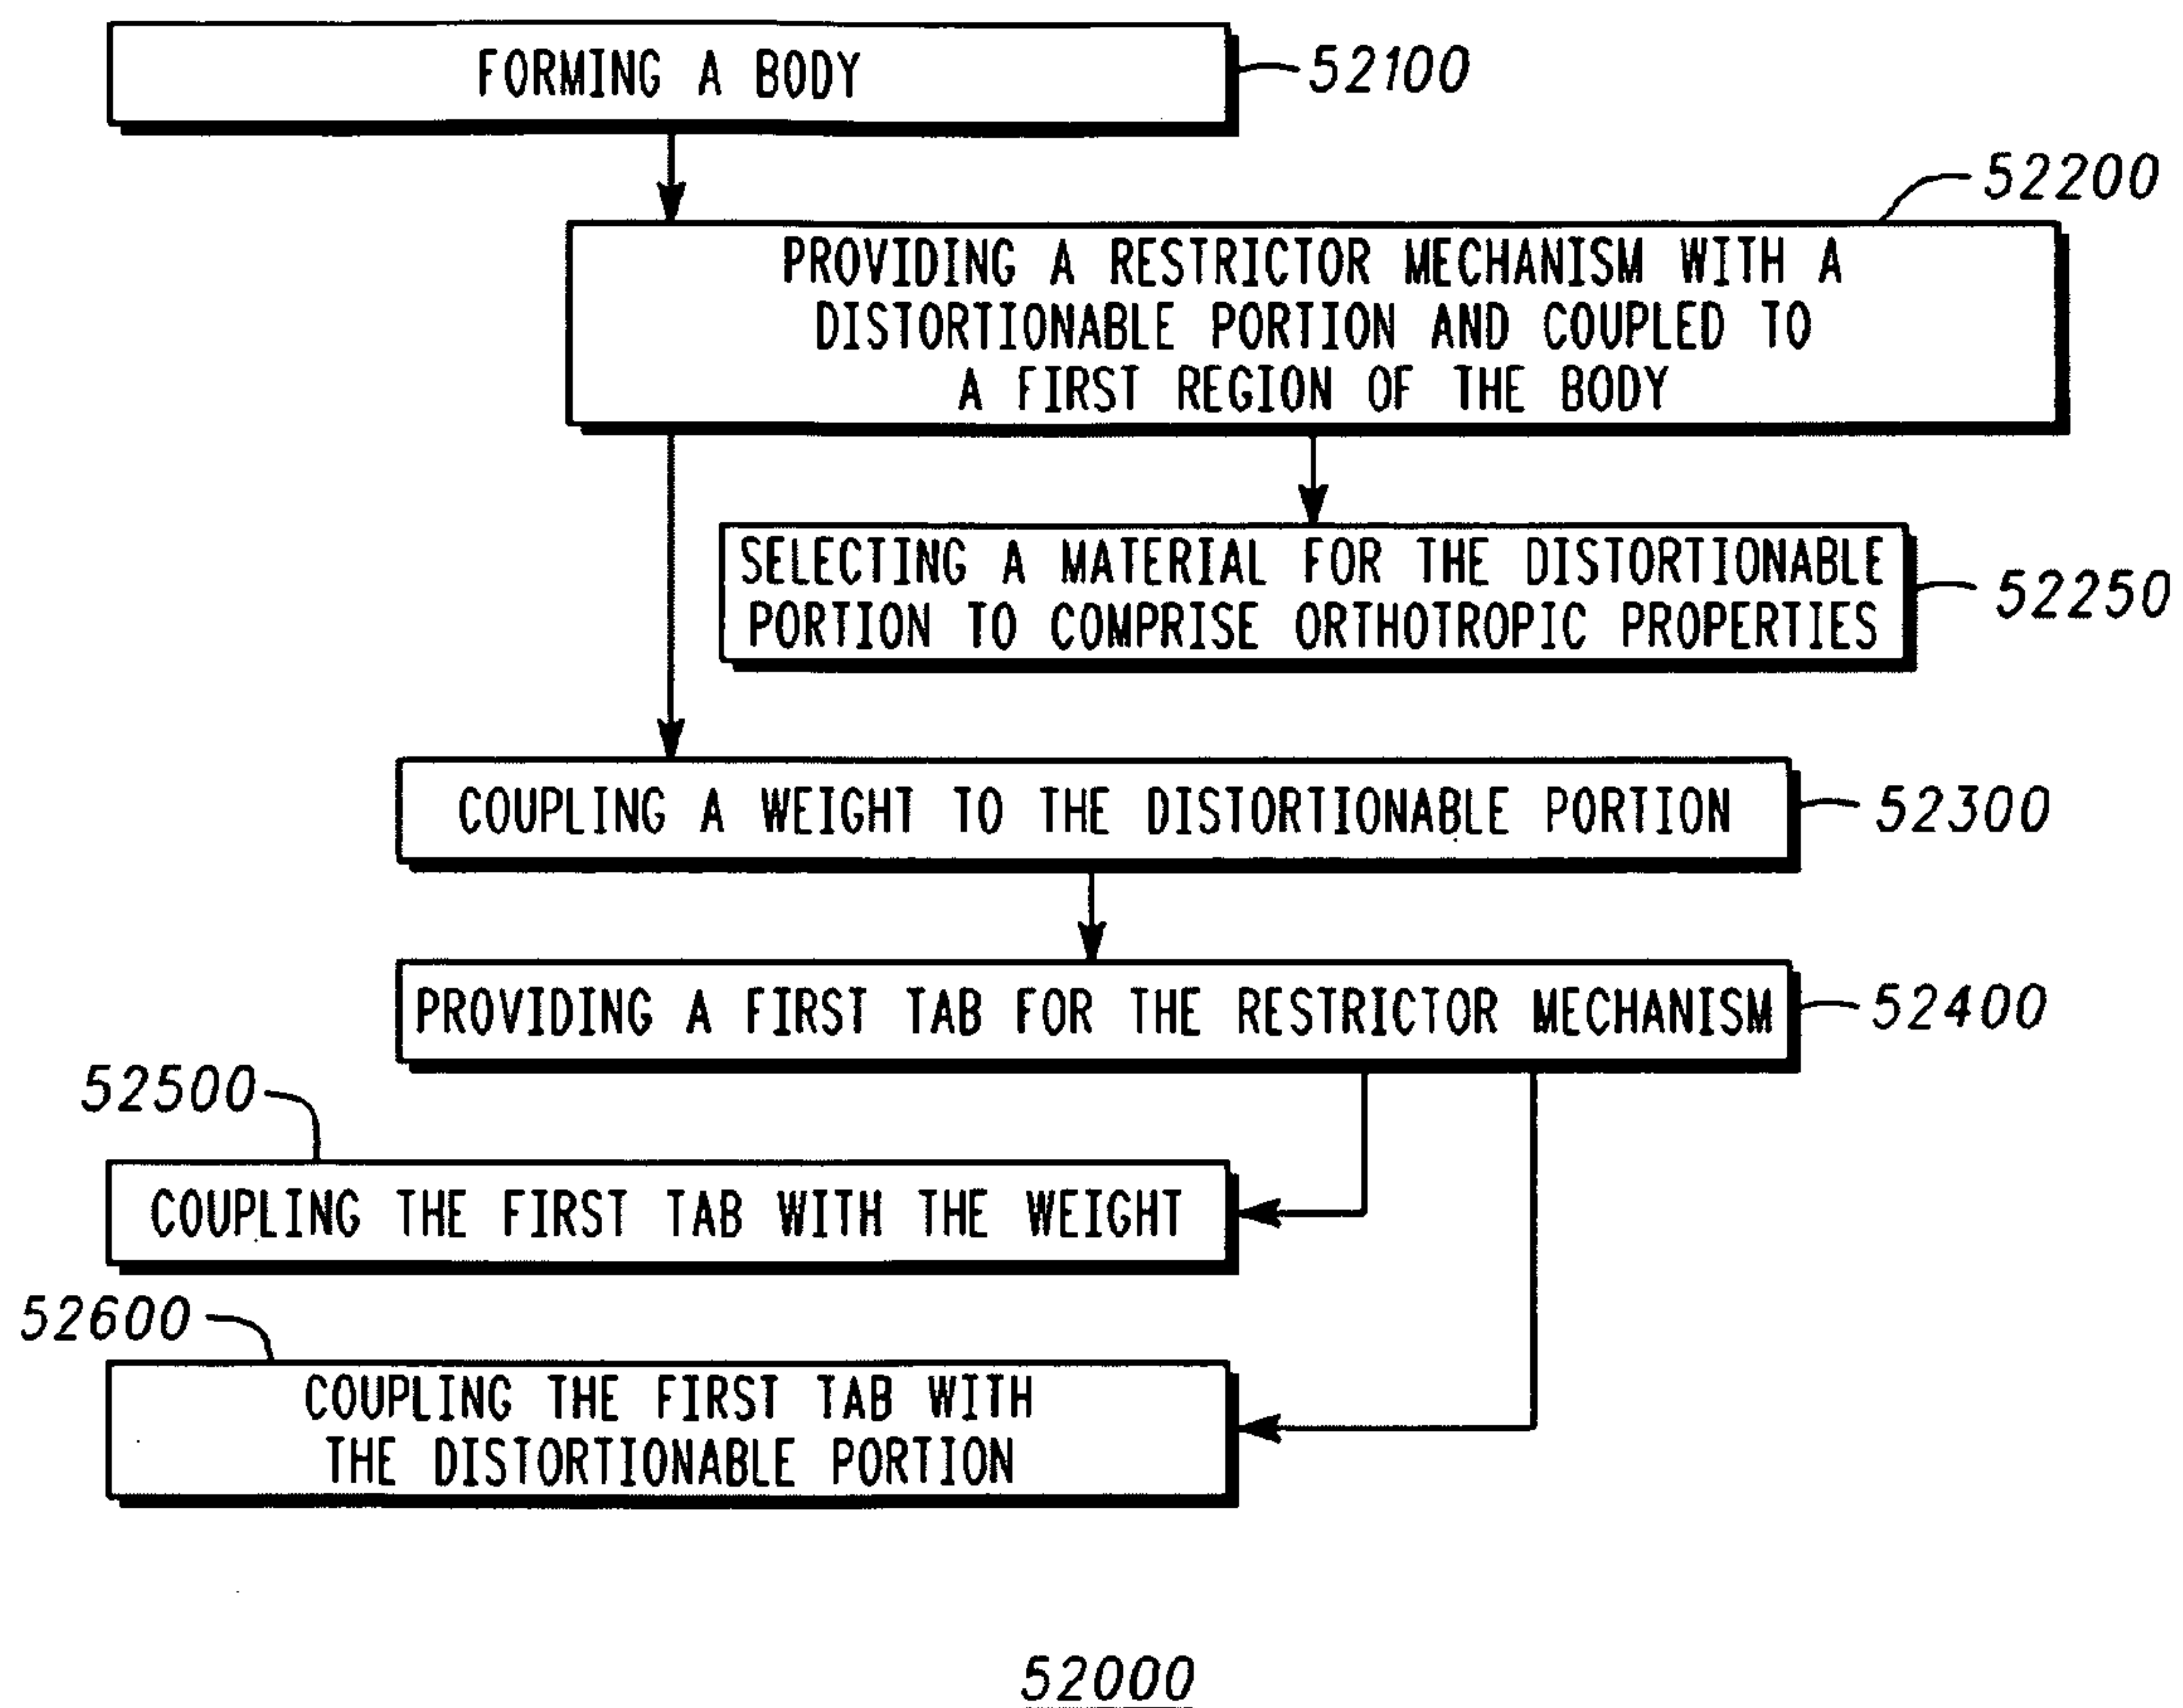 FORMING A BODY
52100
52200
PROVIDING A RESTRICTOR MECHANISM WITH A
DISTORTIONABLE PORTION AND COUPLED TO
A FIRST REGION OF THE BODY
SELECTING A MATERIAL FOR THE DISTORTIONABLE
PORTION TO COMPRISE ORTHOTROPIC PROPERTIES
52250
COUPLING A WEIGHT TO THE DISTORTIONABLE PORTION
52300
PROVIDING A FIRST TAB FOR THE RESTRICTOR MECHANISM
52400
52500
COUPLING THE FIRST TAB WITH THE WEIGHT
52600
COUPLING THE FIRST TAB WITH
THE DISTORTIONABLE PORTION
52000